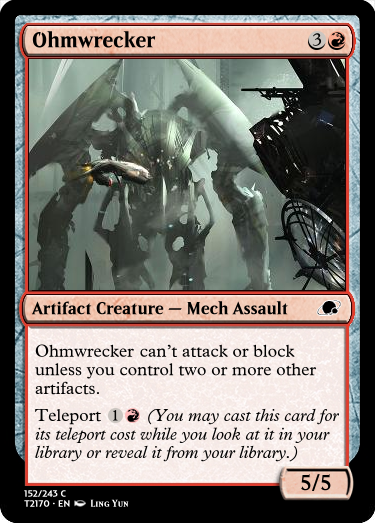 Ohmwrecker 3
Artifact Creature — Mech Assault
Ohmwrecker can't attack or block
unless you control two or more other
artifacts.
Teleport 1 (You may cast this card for
its teleport cost while you look at it in your
library or reveal it from your library.)
5/5
152/243 C
T2170 • EN Ling Yun